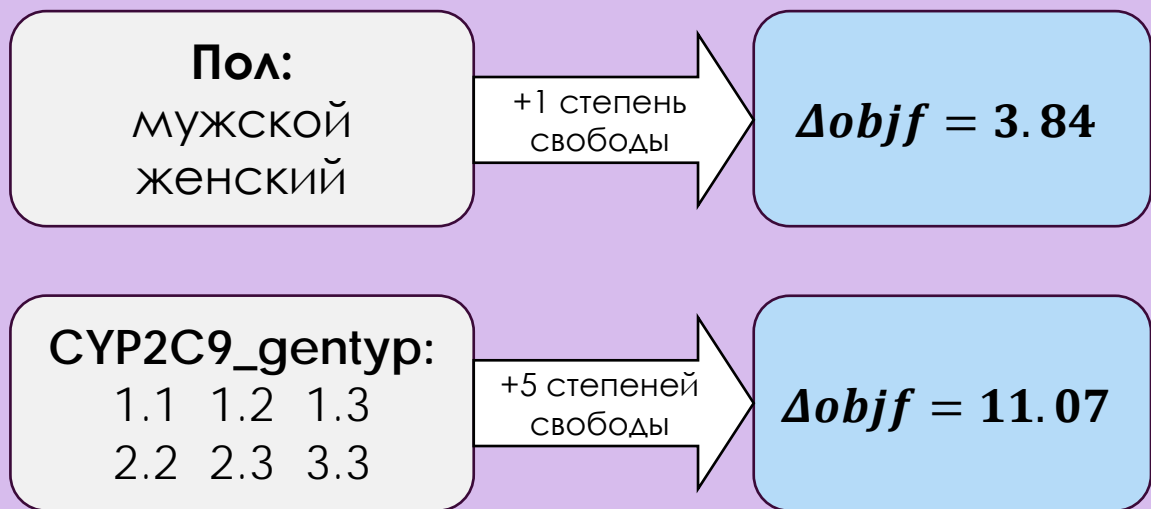 Пол:
мужской
женский
+1 степень
свободы
Δobjf = 3.84
CYP2C9_gentyp:
1.1 1.2 1.3
2.2 2.3 3.3
+5 степеней
свободы
Δobjf = 11.07